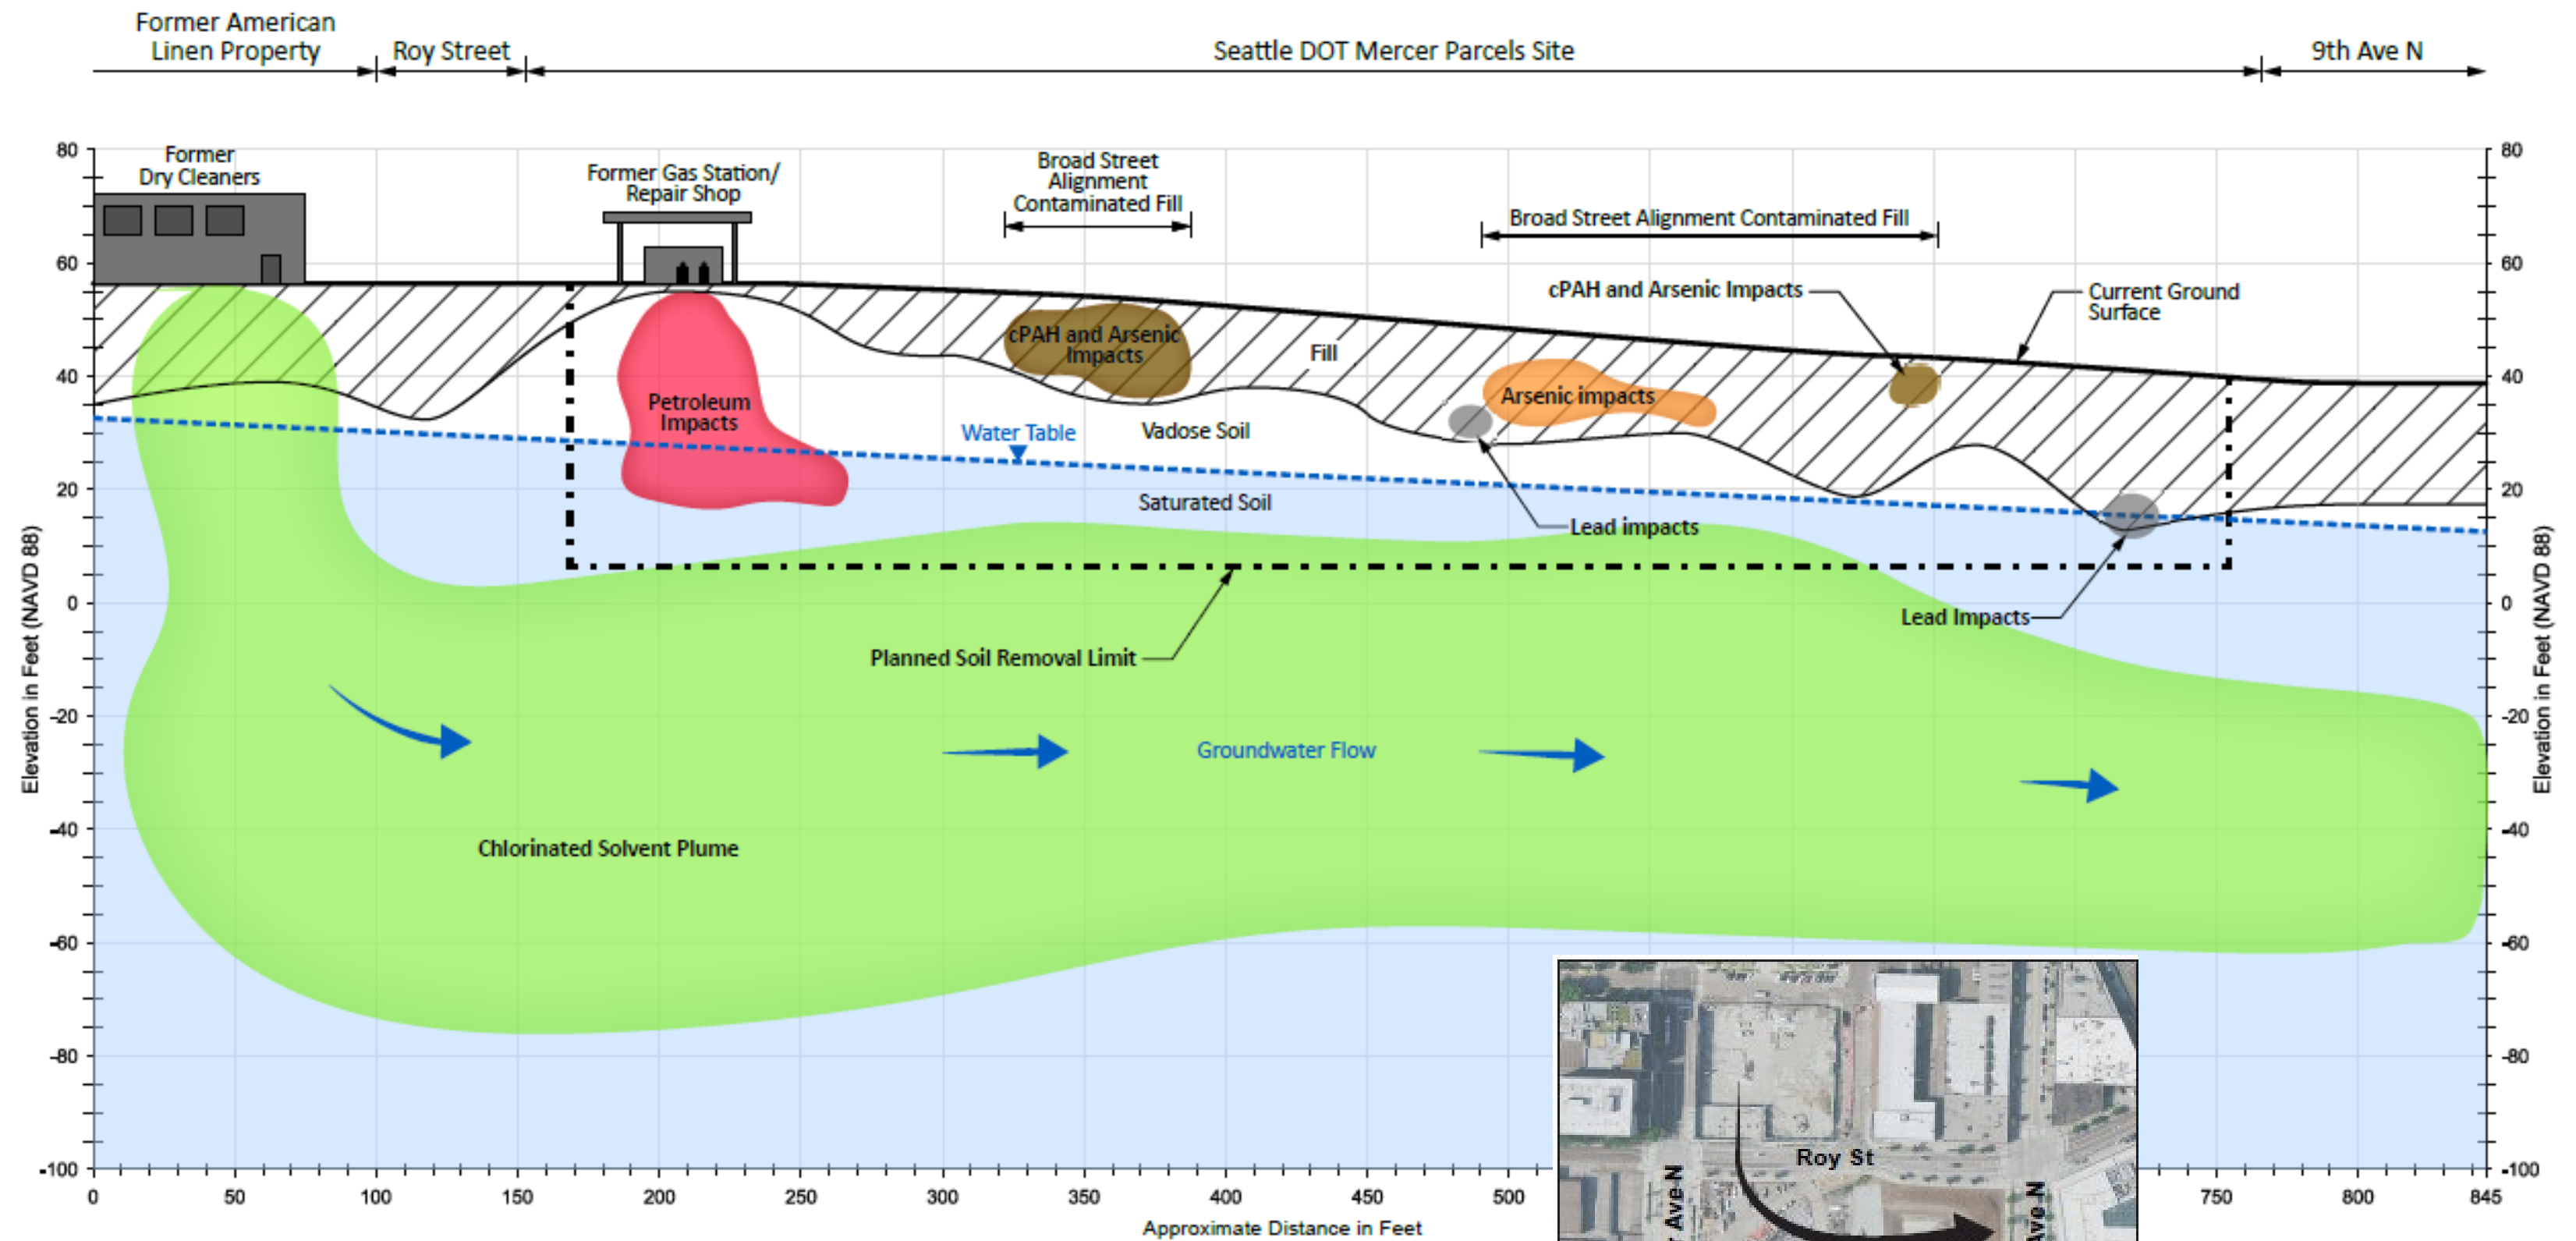 Former American
Linen Property
Roy Street
Seattle DOT Mercer Parcels Site
9th Ave N
Former
Dry Cleaners
Former Gas Station/
Repair Shop
Broad Street
Alignment
Contaminated Fill
Broad Street Alignment Contaminated Fill
cPAH and Arsenic Impacts
Current Ground
Surface
cPAH and Arsenic
Impacts
Fill
Arsenic impacts
Petroleum
Impacts
Water Table
Vadose Soil
Saturated Soil
Lead impacts
Lead Impacts
Planned Soil Removal Limit
Groundwater Flow
Chlorinated Solvent Plume
Elevation in Feet (NAVD 88)
80
60
40
20
0
-20
-40
-60
-80
-100
Elevation in Feet (NAVD 88)
80
60
40
20
0
-20
-40
-60
-80
-100
0 50 100 150 200 250 300 350 400 450 500 750 800 845
Approximate Distance in Feet
Roy St
Ave N
Ave N